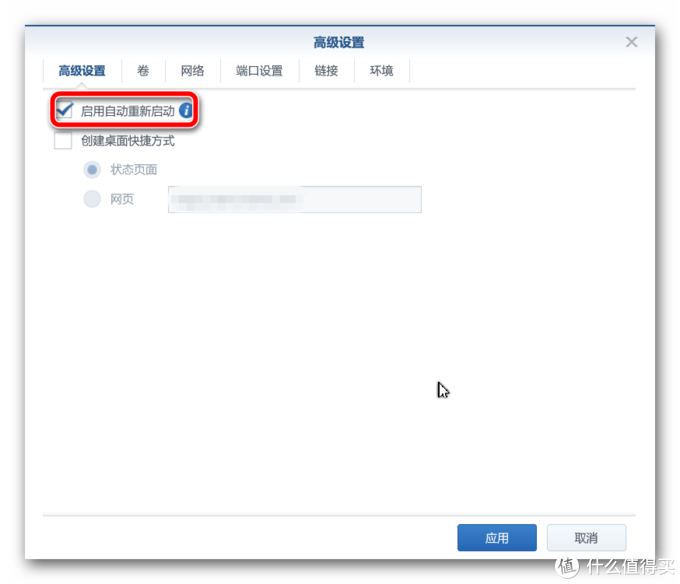 高级设置
高级设置 卷 网络 端口设置 链接 环境
启用自动重新启动
创建桌面快捷方式
状态页面
网页
应用 取消
值 什么值得买